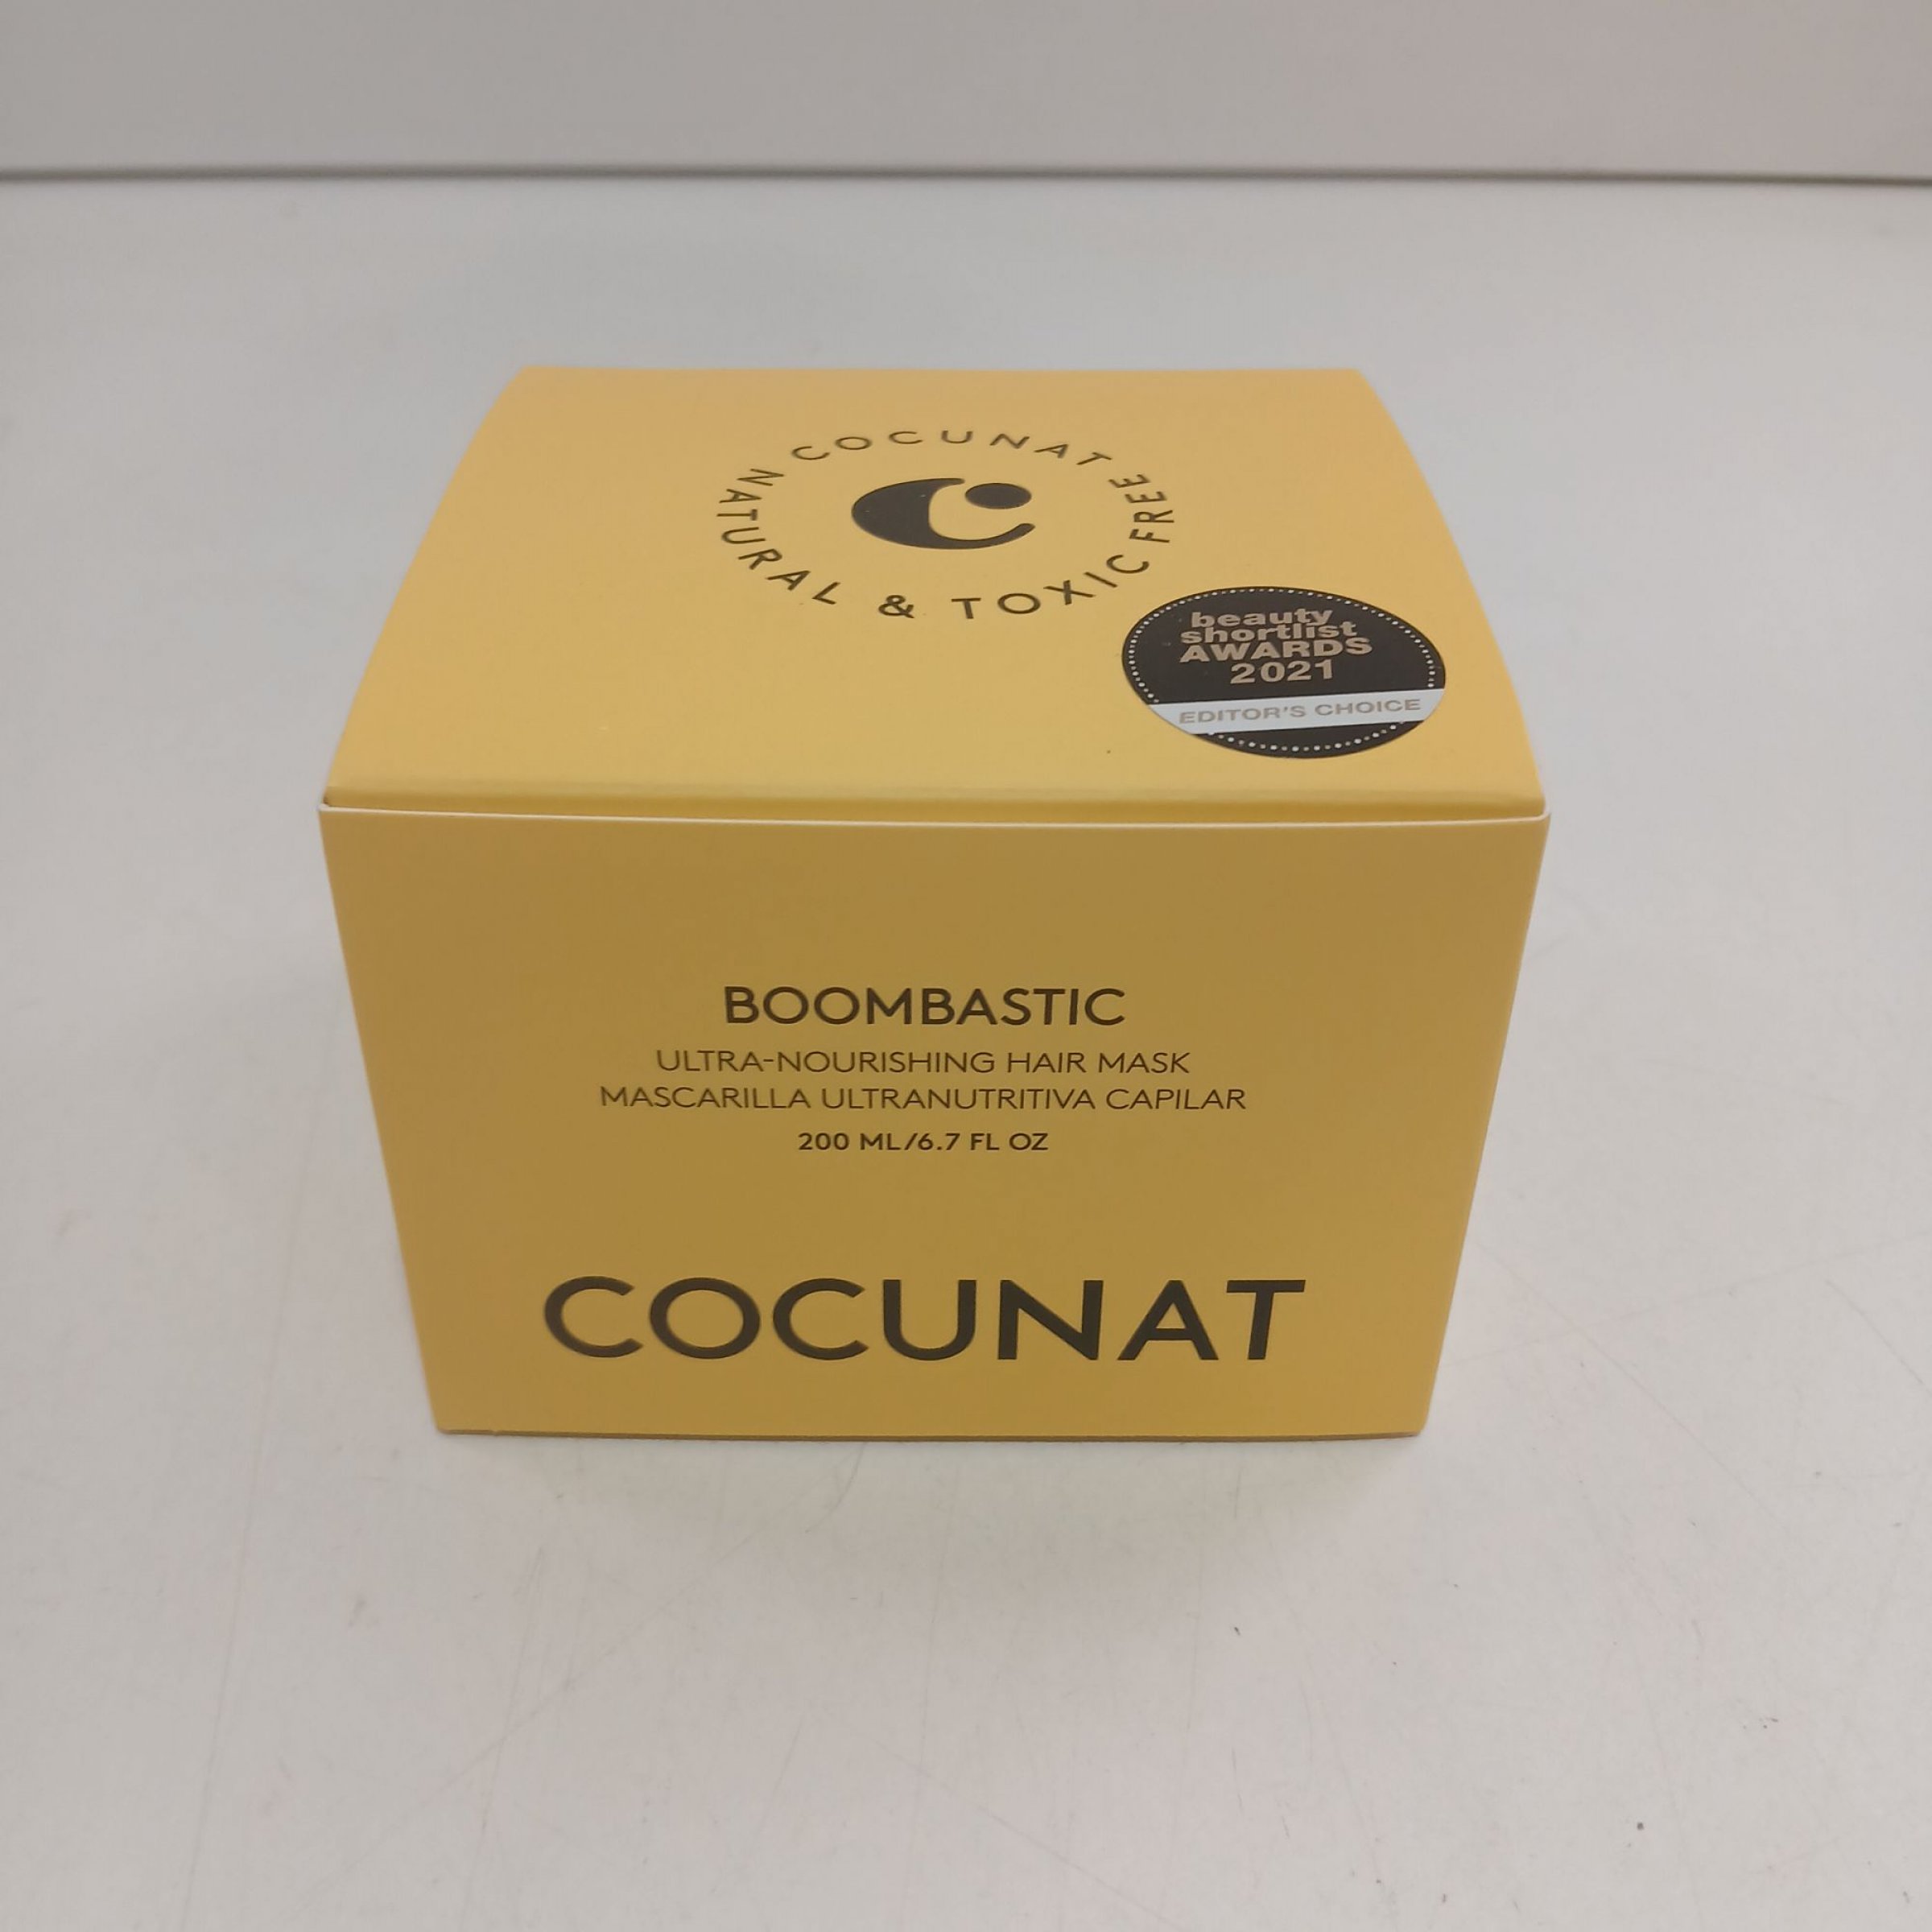 COCUNAT
NATURAL & TOXIC FREE
beauty
shortlist
AWARDS
2021
EDITOR'S CHOICE
BOOMBASTIC
ULTRA-NOURISHING HAIR MASK
MASCARILLA ULTRANUTRITIVA CAPILAR
200 ML/6.7 FL OZ
COCUNAT